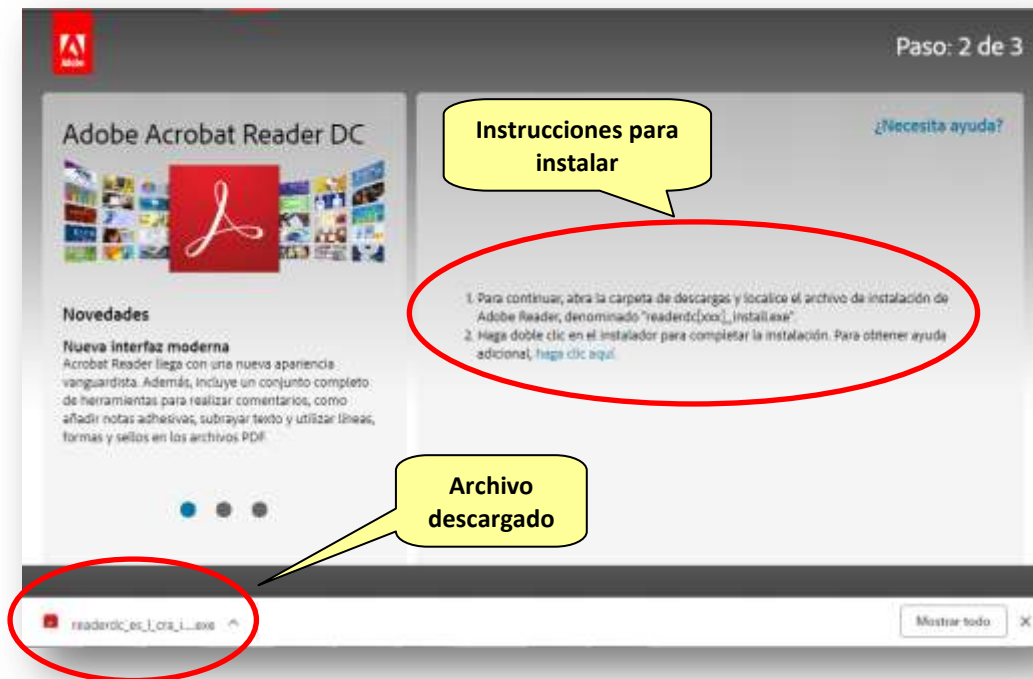 Adobe
Paso: 2 de 3
Adobe Acrobat Reader DC
Instrucciones para
instalar
¿Necesita ayuda?
1. Para continuar, abra la carpeta de descargas y localice el archivo de instalación de
Adobe Reader, denominado "readerdc[xxx]_install.exe".
2. Haga doble clic en el instalador para completar la instalación. Para obtener ayuda
adicional, haga clic aquí.
Novedades
Nueva interfaz moderna
Acrobat Reader llega con una nueva apariencia
vanguardista. Además, incluye un conjunto completo
de herramientas para realizar comentarios, como
añadir notas adhesivas, subrayar texto y utilizar líneas,
formas y sellos en los archivos PDF.
Archivo
descargado
readerdc_es_l_cra_i....exe
Mostrar todo